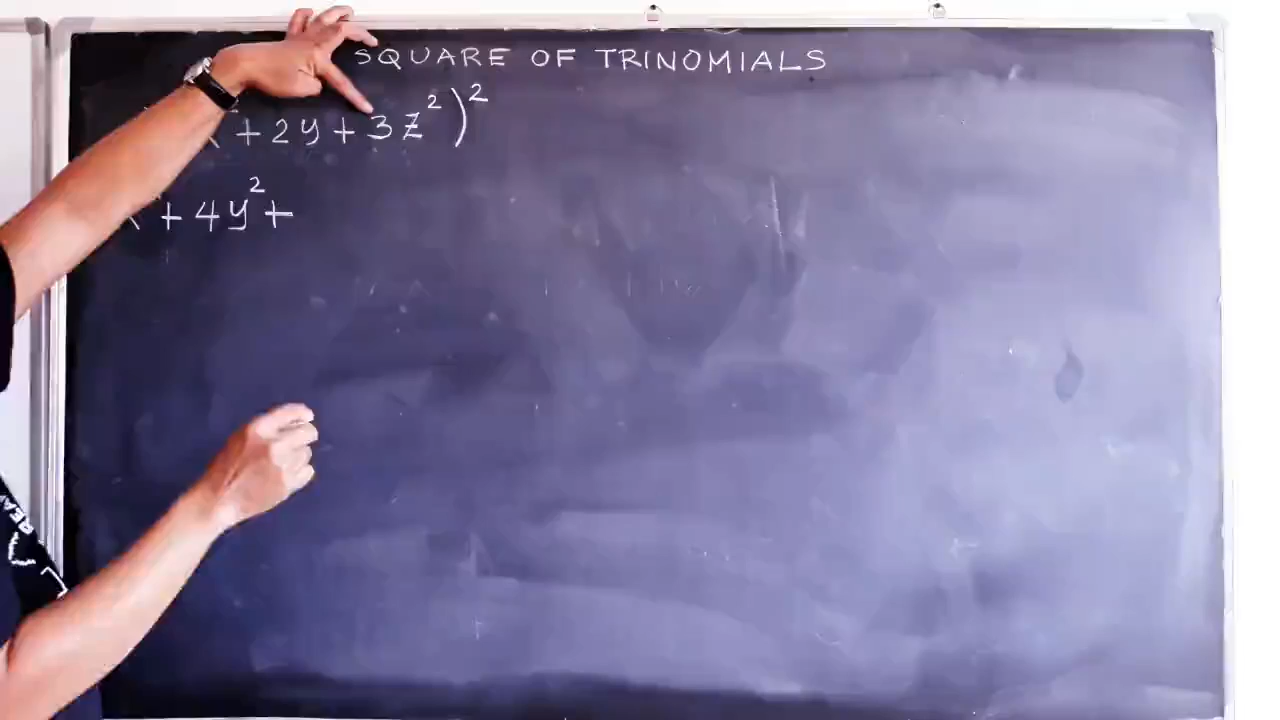 SQUARE OF TRINOMIALS
+ 2y + 3z²)²
+ 4y² +